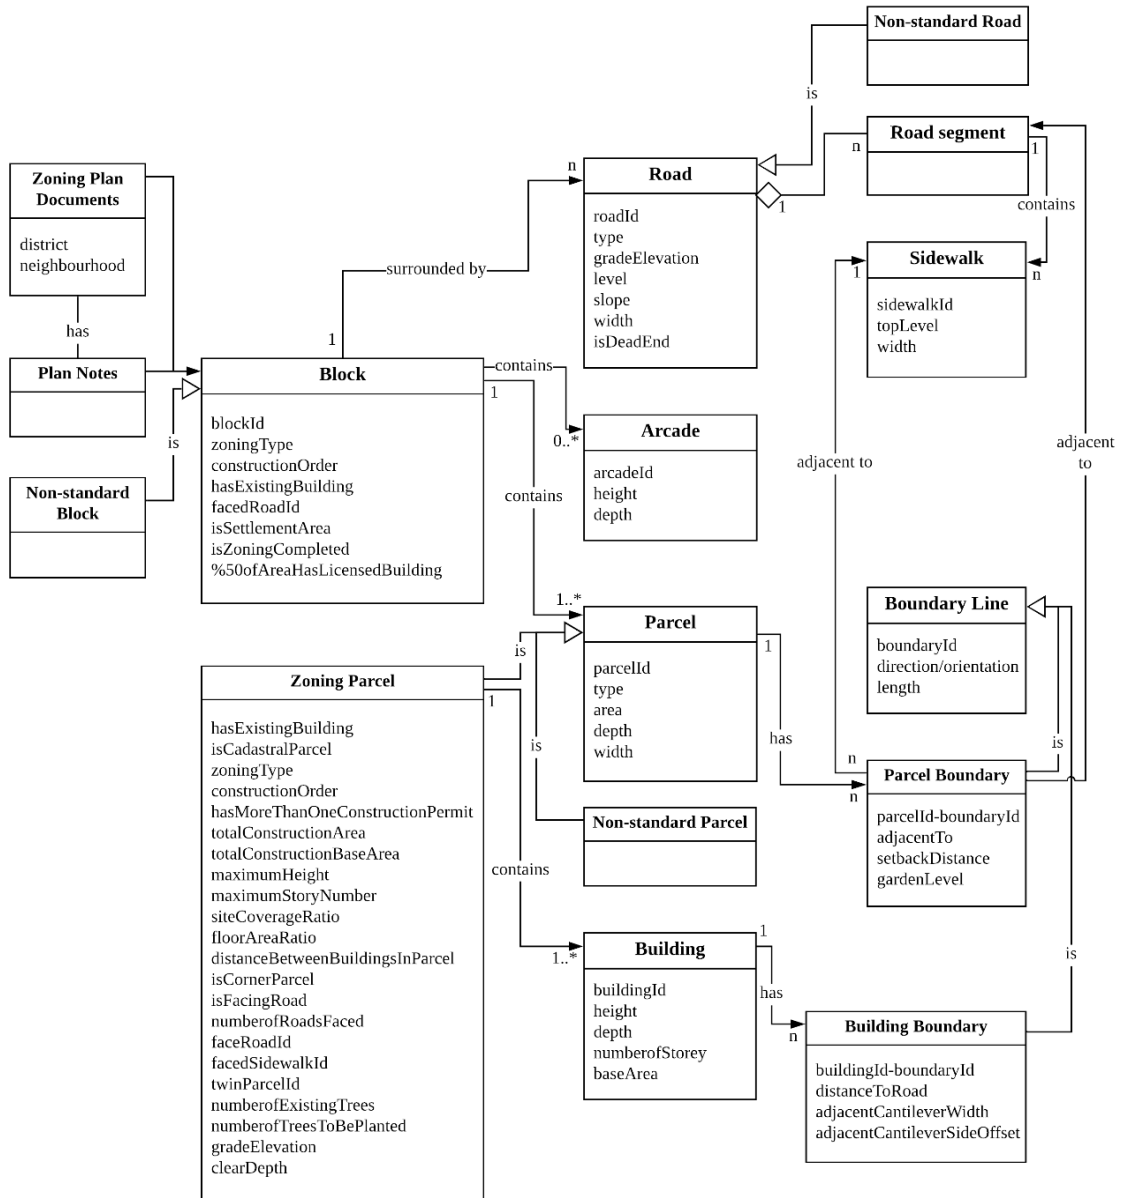 Non-standard Road
is
Road segment
n
1
1
contains
n
Zoning Plan
Documents
district
neighbourhood
has
Plan Notes
is
Non-standard
Block
n
Road
roadId
type
gradeElevation
level
slope
width
isDeadEnd
surrounded by
1
Sidewalk
sidewalkId
topLevel
width
1
adjacent to
adjacent
to
Block
blockId
zoningType
constructionOrder
hasExistingBuilding
facedRoadId
isSettlementArea
isZoningCompleted
%50ofAreaHasLicensedBuilding
contains
1
0..*
contains
1..*
Arcade
arcadeId
height
depth
Parcel
parcelId
type
area
depth
width
1
has
n
Boundary Line
boundaryId
direction/orientation
length
is
n
Parcel Boundary
parcelId-boundaryId
adjacentTo
setbackDistance
gardenLevel
is
is
is
Zoning Parcel
hasExistingBuilding
isCadastralParcel
zoningType
constructionOrder
hasMoreThanOneConstructionPermit
totalConstructionArea
totalConstructionBaseArea
maximumHeight
maximumStoryNumber
siteCoverageRatio
floorAreaRatio
distanceBetweenBuildingsInParcel
isCornerParcel
isFacingRoad
numberofRoadsFaced
faceRoadId
facedSidewalkId
twinParcelId
numberofExistingTrees
numberofTreesToBePlanted
gradeElevation
clearDepth
1
contains
1..*
Non-standard Parcel
Building
buildingId
height
depth
numberofStorey
baseArea
1
has
n
Building Boundary
buildingId-boundaryId
distanceToRoad
adjacentCantileverWidth
adjacentCantileverSideOffset